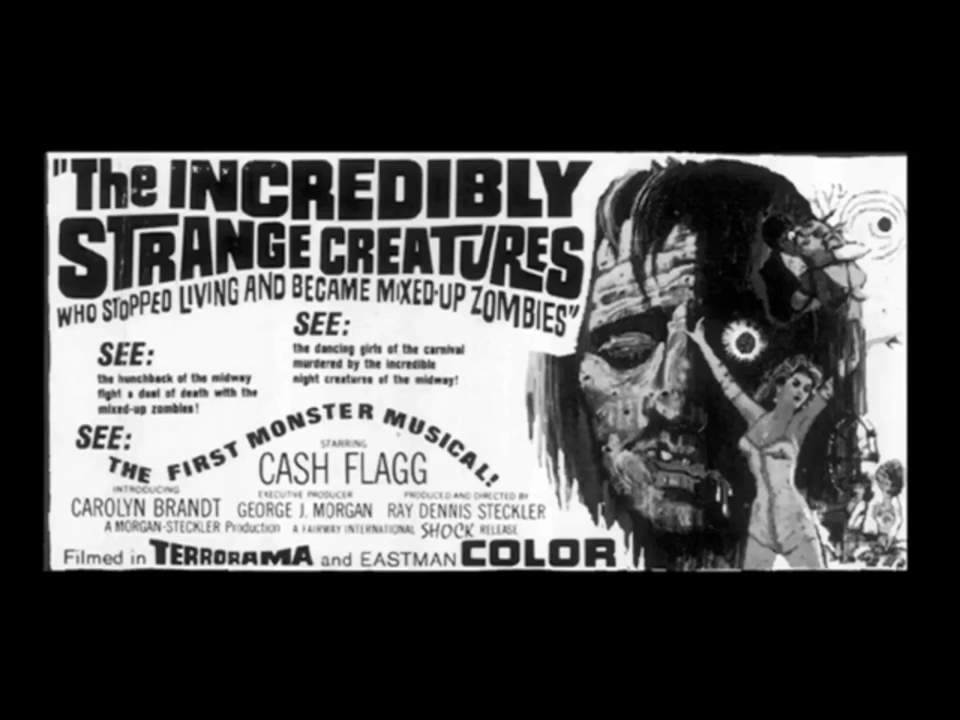 "The INCREDIBLY
STRANGE CREATURES
WHO STOPPED LIVING AND BECAME MIXED-UP ZOMBIES"
SEE:
the dancing girls of the carnival
murdered by the incredible
night creatures of the midway!
SEE:
the hunchback of the midway
fight a duel of death with the
mixed-up zombies!
SEE:
THE FIRST MONSTER MUSICAL!
STARRING
CASH FLAGG
INTRODUCING
CAROLYN BRANDT
EXECUTIVE PRODUCER
GEORGE J. MORGAN
PRODUCED AND DIRECTED BY
RAY DENNIS STECKLER
A MORGAN-STECKLER Production A FAIRWAY INTERNATIONAL SHOCK RELEASE
Filmed in TERRORAMA and EASTMAN COLOR